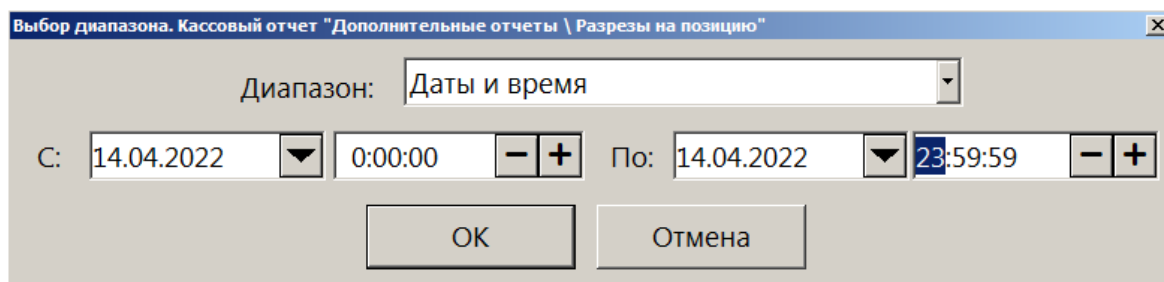 Выбор диапазона. Кассовый отчет "Дополнительные отчеты \ Разрезы на позицию"
Диапазон: Даты и время
С: 14.04.2022 0:00:00 По: 14.04.2022 23:59:59
ОК Отмена